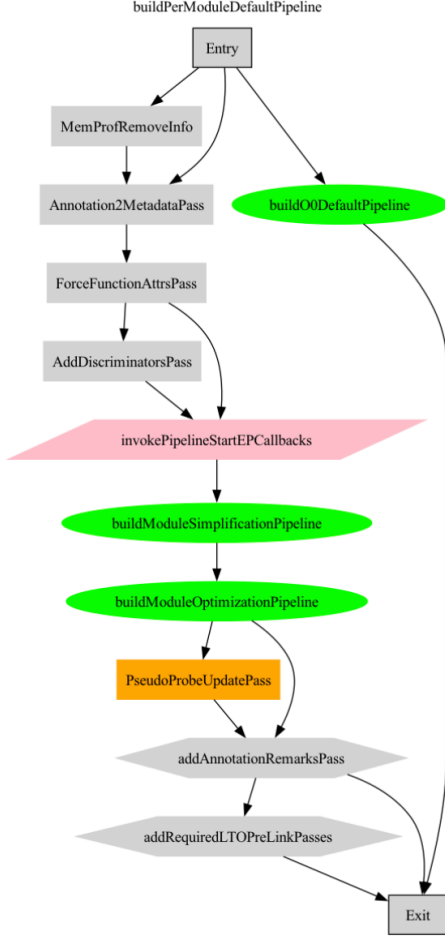 buildPerModuleDefaultPipeline
Entry
MemProfRemoveInfo
Annotation2MetadataPass
buildO0DefaultPipeline
ForceFunctionAttrsPass
AddDiscriminatorsPass
invokePipelineStartEPCallbacks
buildModuleSimplificationPipeline
buildModuleOptimizationPipeline
PseudoProbeUpdatePass
addAnnotationRemarksPass
addRequiredLTOPreLinkPasses
Exit